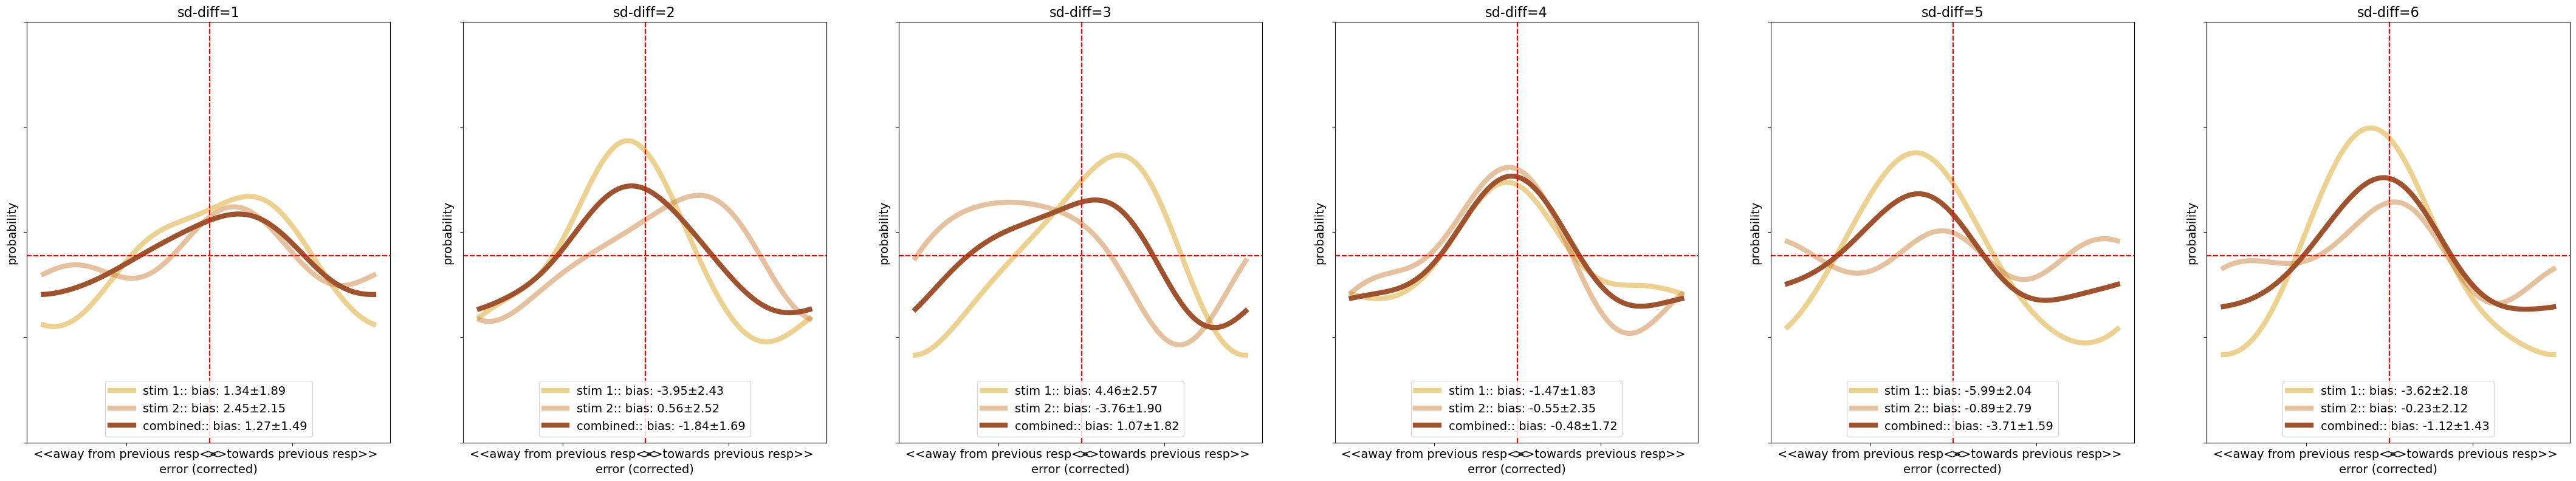 sd-diff=1
probability
stim 1:: bias: 1.34±1.89
stim 2:: bias: 2.45±2.15
combined:: bias: 1.27±1.49
<<away from previous resp<><>towards previous resp>>
error (corrected)
sd-diff=2
probability
stim 1:: bias: -3.95±2.43
stim 2:: bias: 0.56±2.52
combined:: bias: -1.84±1.69
<<away from previous resp<><>towards previous resp>>
error (corrected)
sd-diff=3
probability
stim 1:: bias: 4.46±2.57
stim 2:: bias: -3.76±1.90
combined:: bias: 1.07±1.82
<<away from previous resp<><>towards previous resp>>
error (corrected)
sd-diff=4
probability
stim 1:: bias: -1.47±1.83
stim 2:: bias: -0.55±2.35
combined:: bias: -0.48±1.72
<<away from previous resp<><>towards previous resp>>
error (corrected)
sd-diff=5
probability
stim 1:: bias: -5.99±2.04
stim 2:: bias: -0.89±2.79
combined:: bias: -3.71±1.59
<<away from previous resp<><>towards previous resp>>
error (corrected)
sd-diff=6
probability
stim 1:: bias: -3.62±2.18
stim 2:: bias: -0.23±2.12
combined:: bias: -1.12±1.43
<<away from previous resp<><>towards previous resp>>
error (corrected)